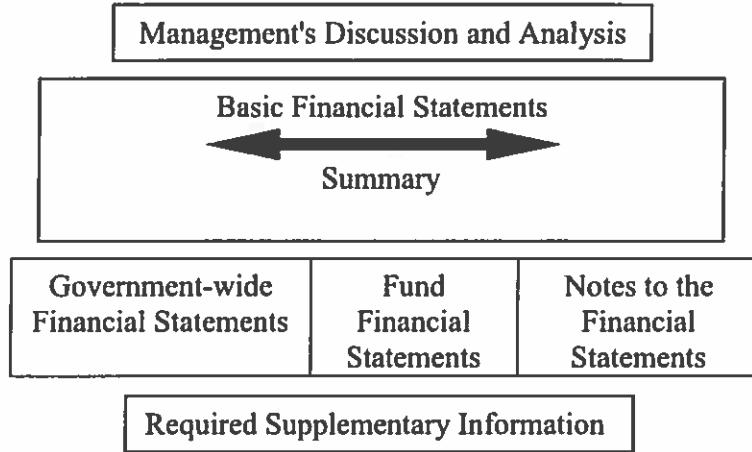 Management's Discussion and Analysis
Basic Financial Statements
Summary
Government-wide
Financial Statements
Fund
Financial
Statements
Notes to the
Financial
Statements
Required Supplementary Information